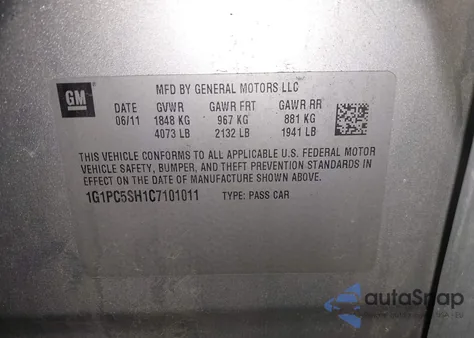 GM
MFD BY GENERAL MOTORS LLC
DATE GVWR GAWR FRT GAWR RR
06/11 1848 KG 967 KG 881 KG
4073 LB 2132 LB 1941 LB
THIS VEHICLE CONFORMS TO ALL APPLICABLE U.S. FEDERAL MOTOR
VEHICLE SAFETY, BUMPER, AND THEFT PREVENTION STANDARDS IN
EFFECT ON THE DATE OF MANUFACTURE SHOWN ABOVE.
1G1PC5SH1C7101011 TYPE: PASS CAR
autoSnap